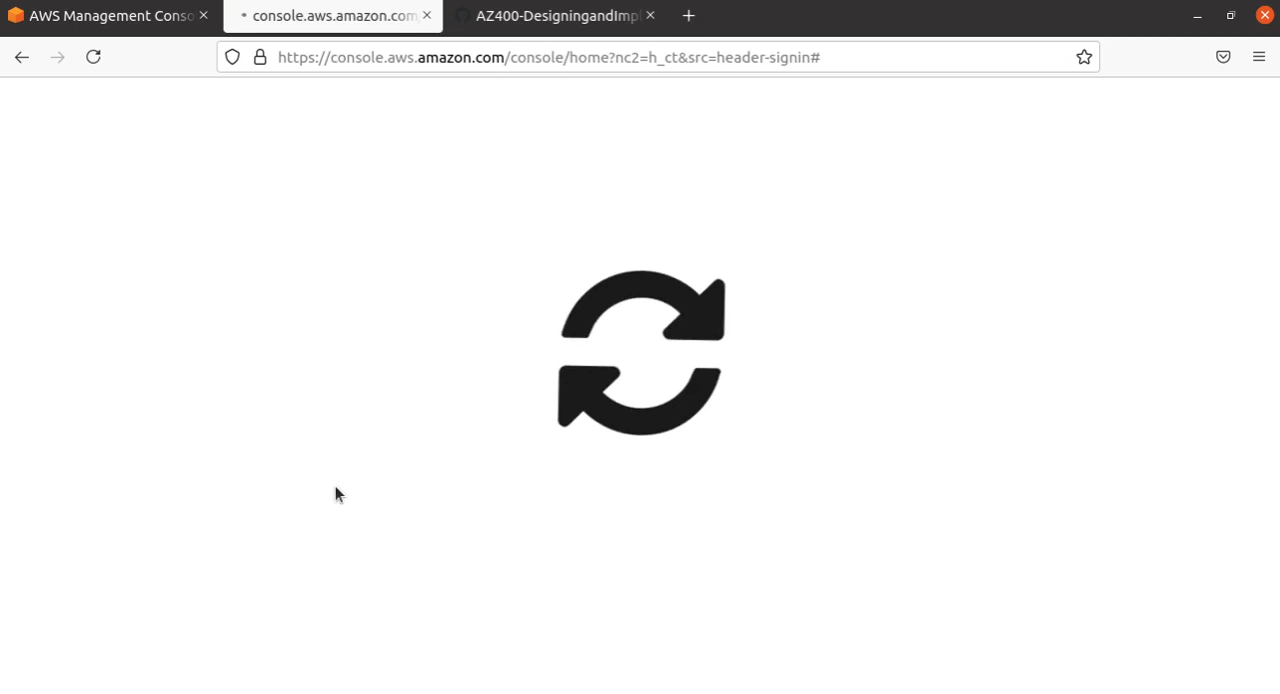 AWS Management Conso
console.aws.amazon.com
AZ400-DesigningandImpl
https://console.aws.amazon.com/console/home?nc2=h_ct&src=header-signin#